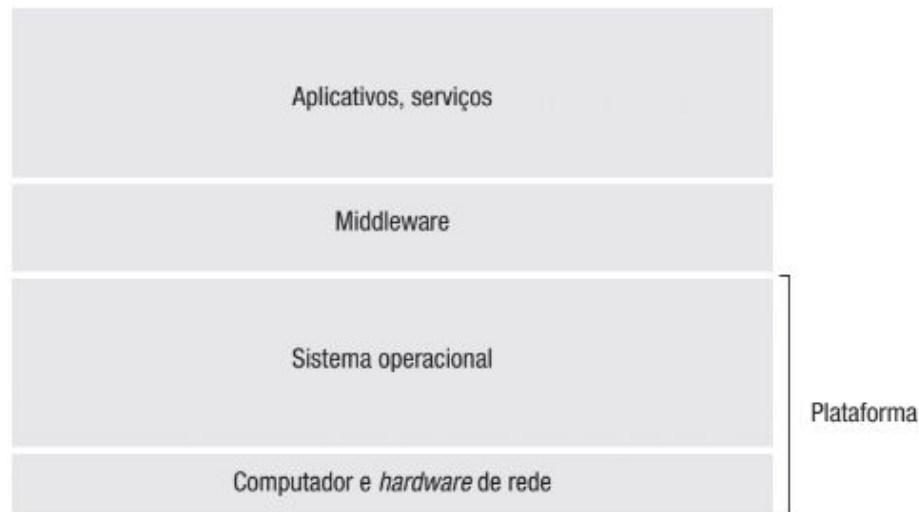 Aplicativos, serviços
Middleware
Sistema operacional
Plataforma
Computador e hardware de rede